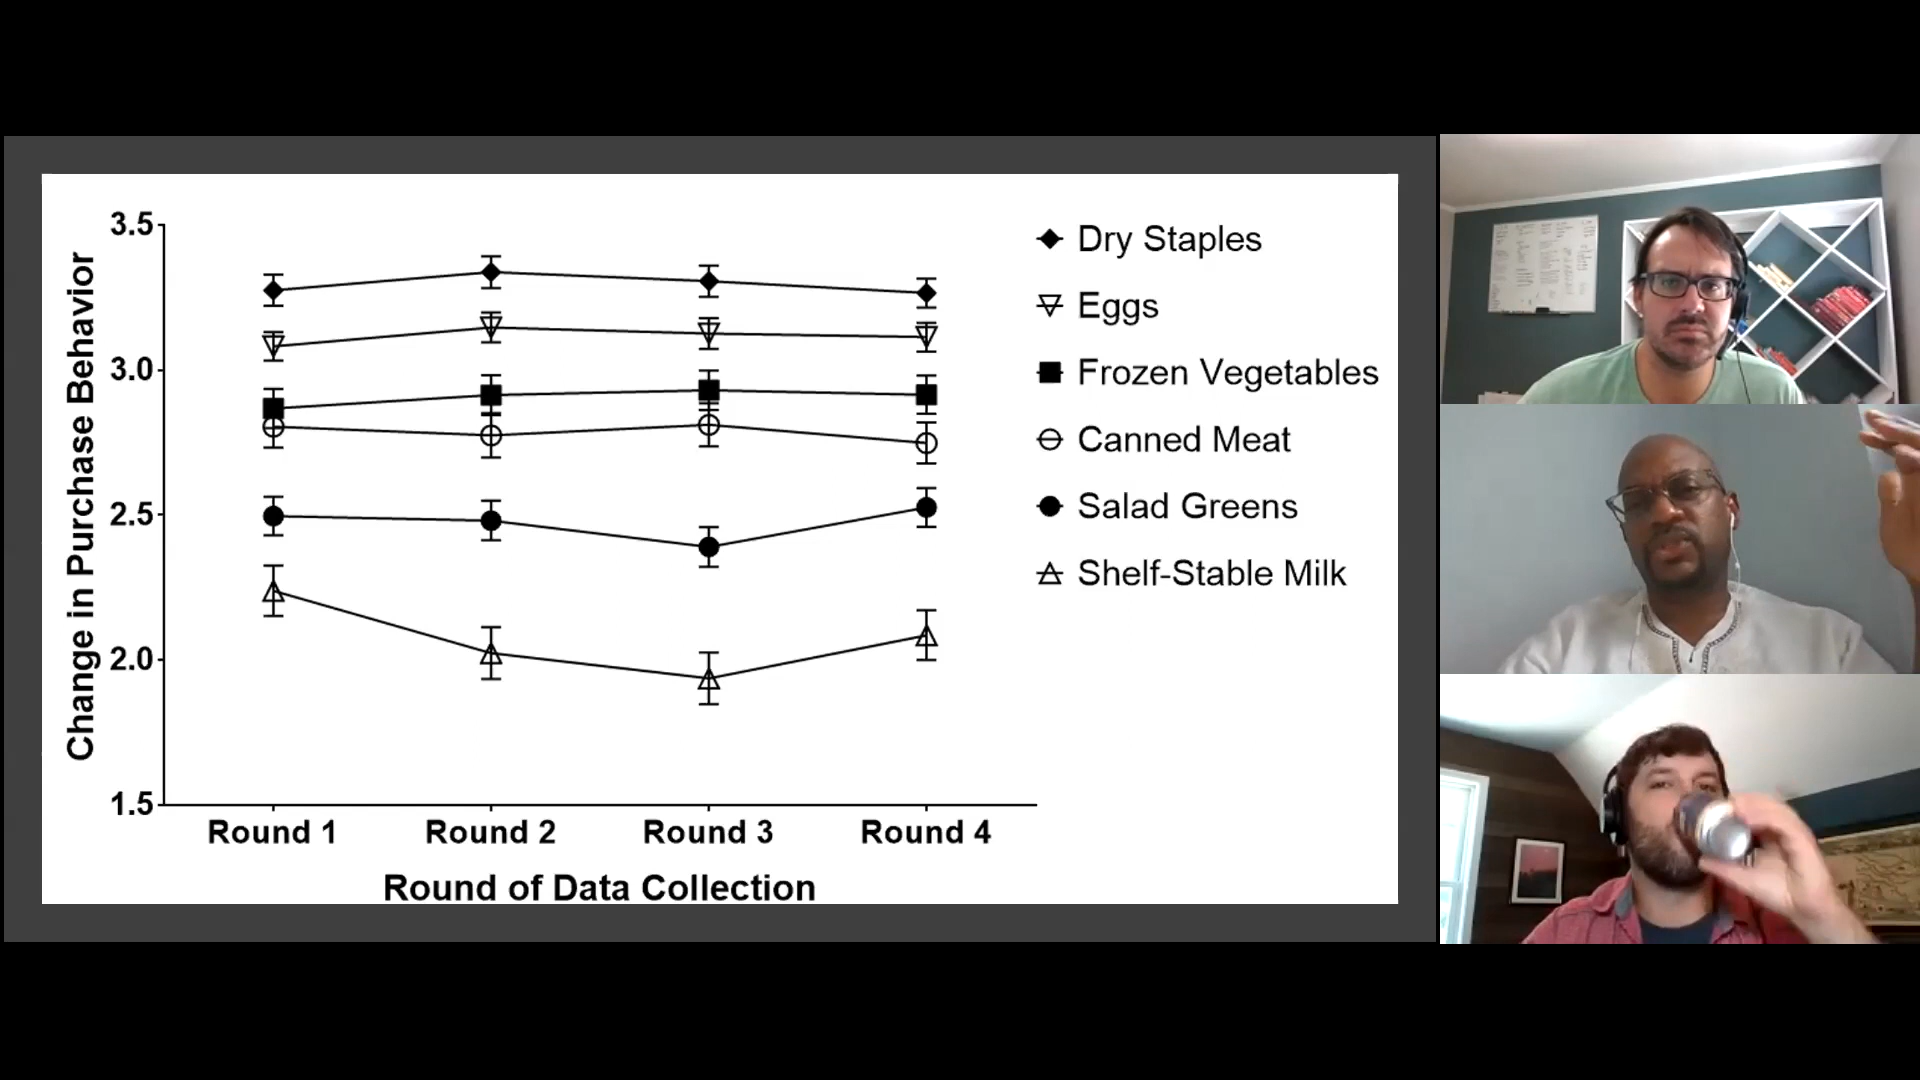 3.5
3.0
2.5
2.0
1.5
Change in Purchase Behavior
Round 1 Round 2 Round 3 Round 4
Round of Data Collection
Dry Staples
Eggs
Frozen Vegetables
Canned Meat
Salad Greens
Shelf-Stable Milk